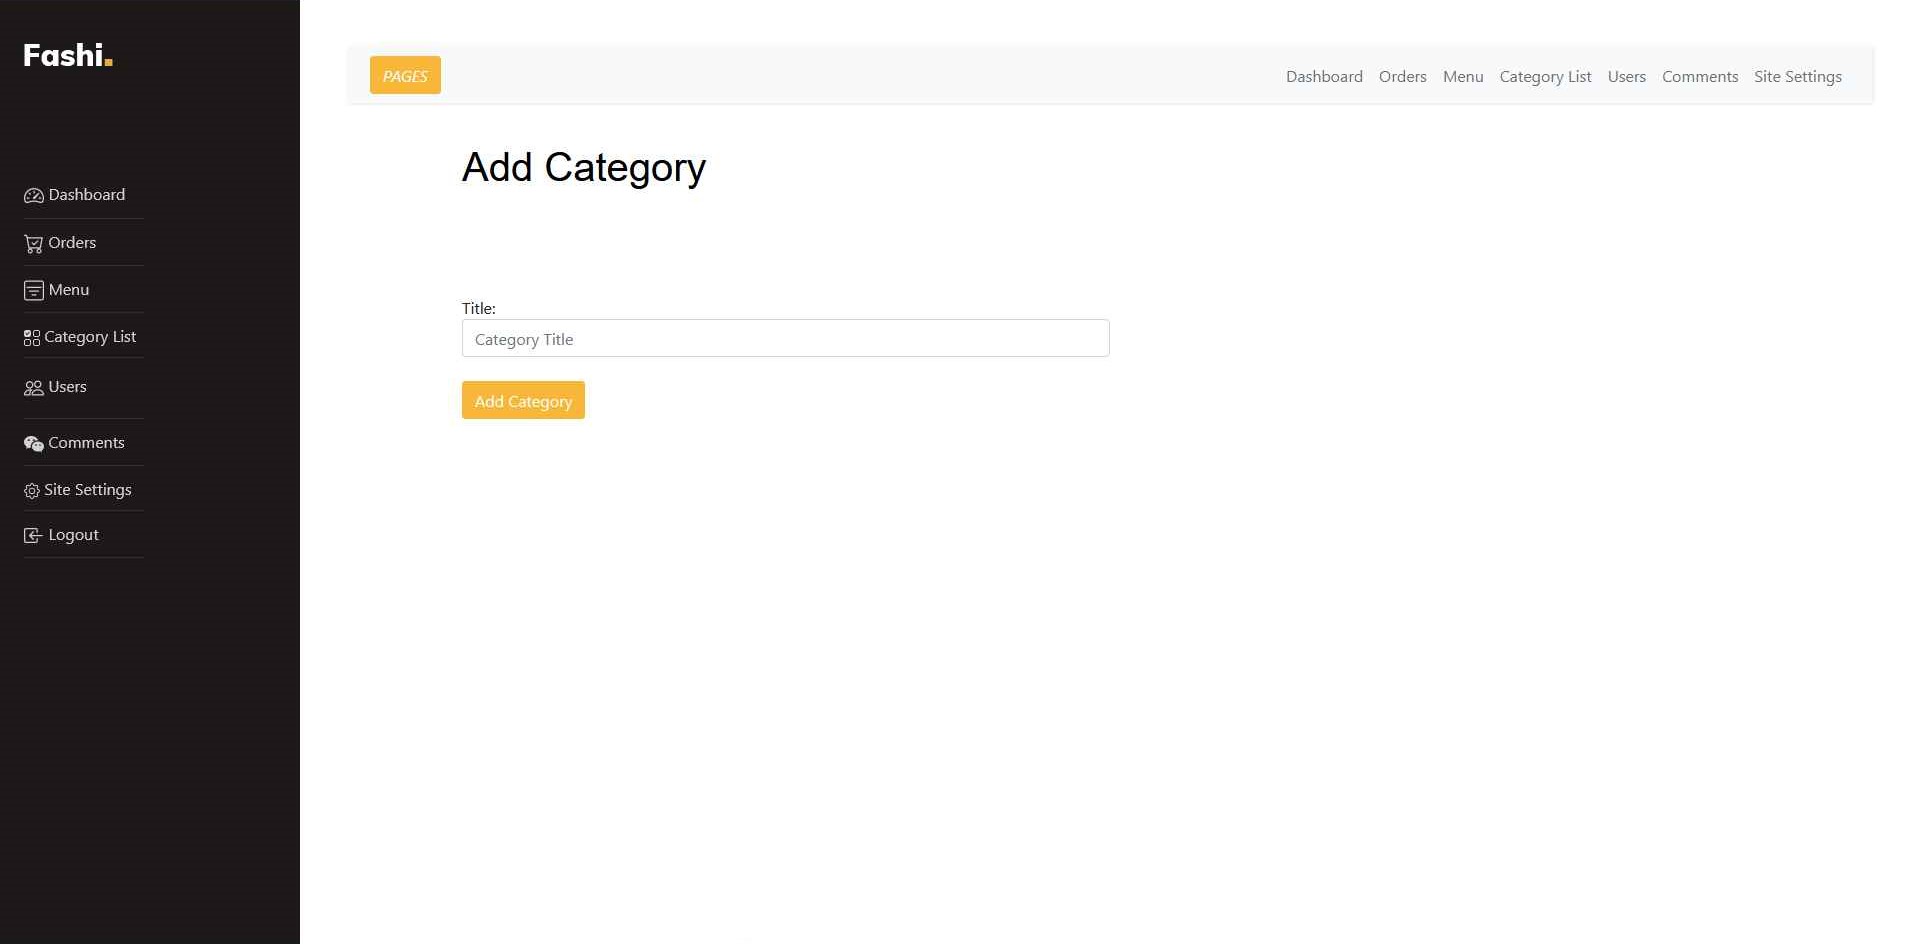 Fashi.
Dashboard
Orders
Menu
Category List
Users
Comments
Site Settings
Logout
PAGES
Dashboard Orders Menu Category List Users Comments Site Settings
Add Category
Title:
Category Title
Add Category